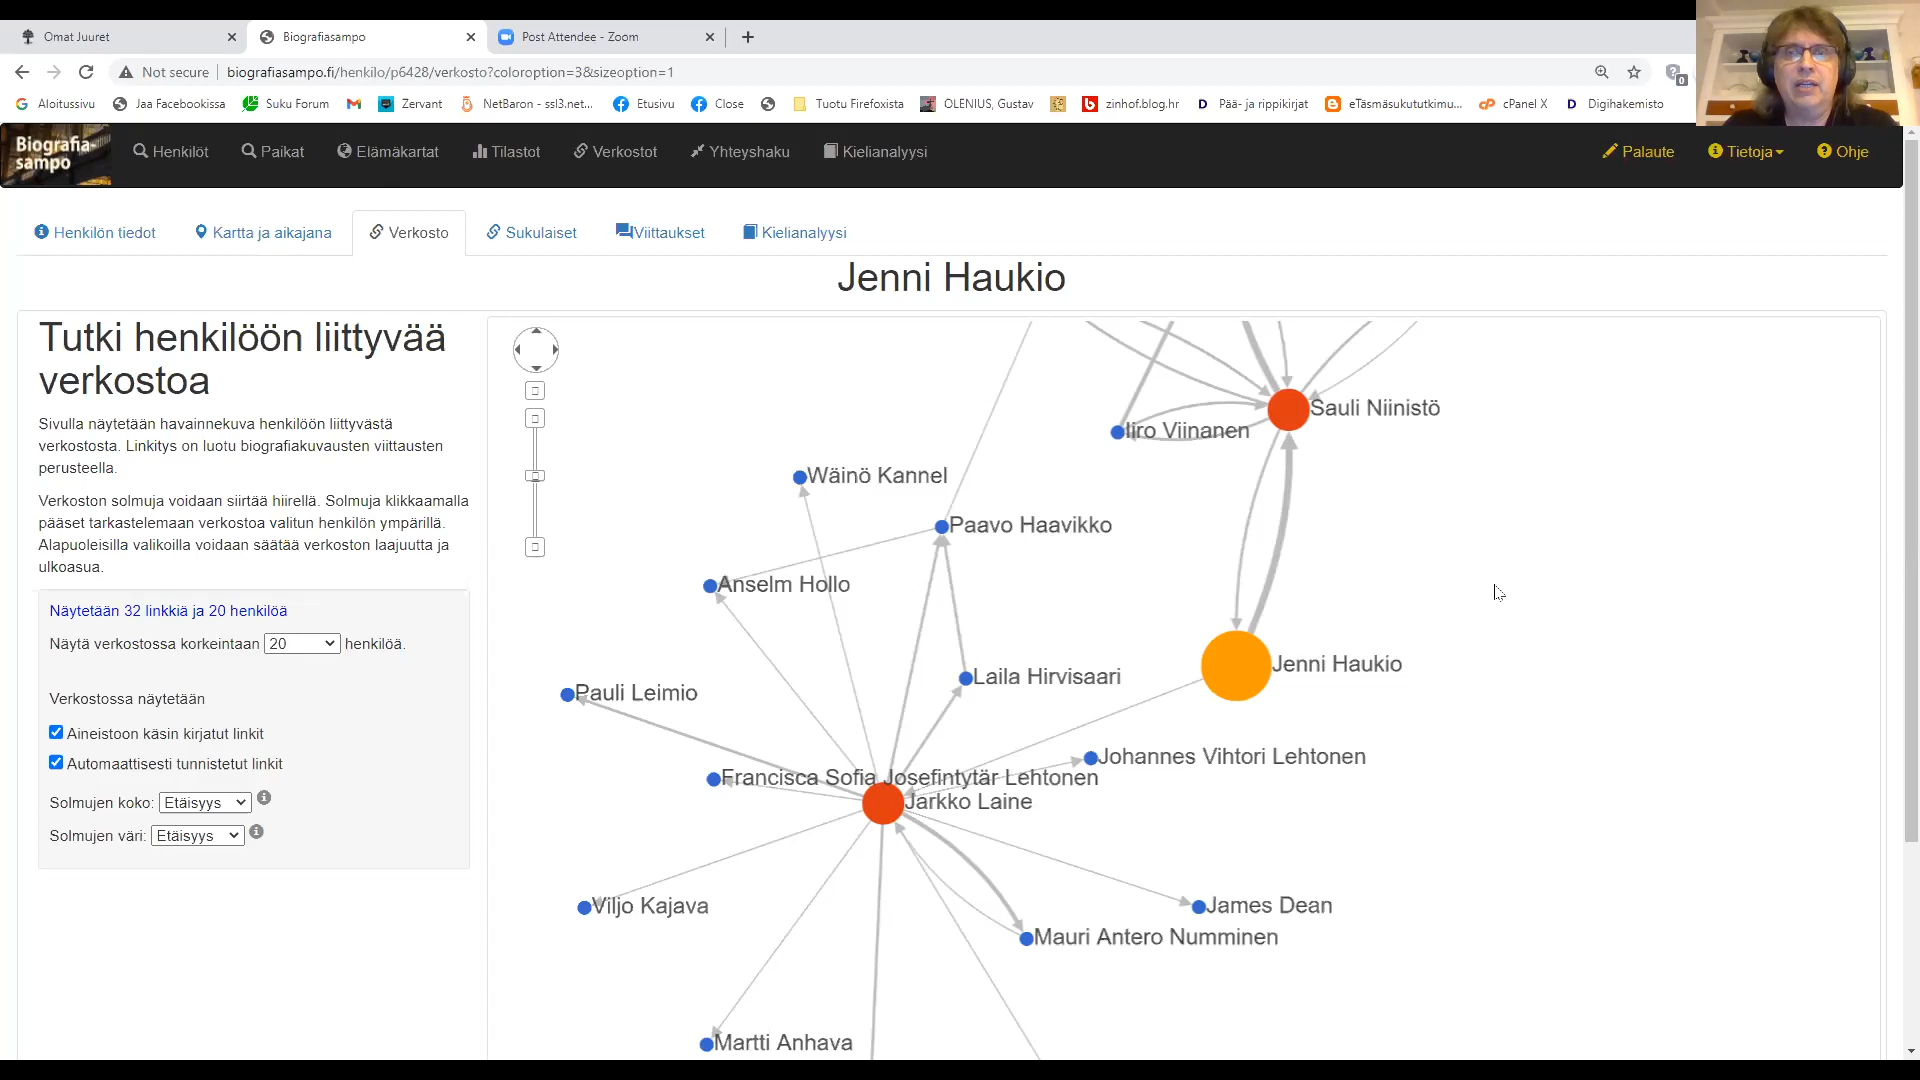 Omat Juuret
Biografiasampo
Post Attendee - Zoom
Not secure
biografiasampo.fi/henkilo/p6428/verkosto?coloroption=3&sizeoption=1
0
Aloitussivu
Jaa Facebookissa
Suku Forum
Zervant
NetBaron - ssl3.net...
Etusivu
Close
Tuotu Firefoxista
OLENIUS, Gustav
zinhof.blog.hr
Pää- ja rippikirjat
eTäsmäsukututkimu...
cPanel X
Digihakemisto
Biografia-
sampo
Henkilöt
Paikat
Elämäkartat
Tilastot
Verkostot
Yhteyshaku
Kielianalyysi
Palaute
Tietoja
Ohje
Henkilön tiedot
Kartta ja aikajana
Verkosto
Sukulaiset
Viittaukset
Kielianalyysi
Jenni Haukio
Tutki henkilöön liittyvää
verkostoa
Sivulla näytetään havainnekuva henkilöön liittyvästä
verkostosta. Linkitys on luotu biografiakuvausten viittausten
perusteella.
Verkoston solmuja voidaan siirtää hiirellä. Solmuja klikkaamalla
pääset tarkastelemaan verkostoa valitun henkilön ympärillä.
Alapuoleisilla valikoilla voidaan säätää verkoston laajuutta ja
ulkoasua.
Näytetään 32 linkkiä ja 20 henkilöä
Näytä verkostossa korkeintaan 20 henkilöä.
Verkostossa näytetään
Aineistoon käsin kirjatut linkit
Automaattisesti tunnistetut linkit
Solmujen koko: Etäisyys
Solmujen väri: Etäisyys
Sauli Niinistö
Iiro Viinanen
Wäinö Kannel
Paavo Haavikko
Anselm Hollo
Jenni Haukio
Laila Hirvisaari
Pauli Leimio
Johannes Vihtori Lehtonen
Francisca Sofia Josefintytär Lehtonen
Jarkko Laine
Viljo Kajava
James Dean
Mauri Antero Numminen
Martti Anhava